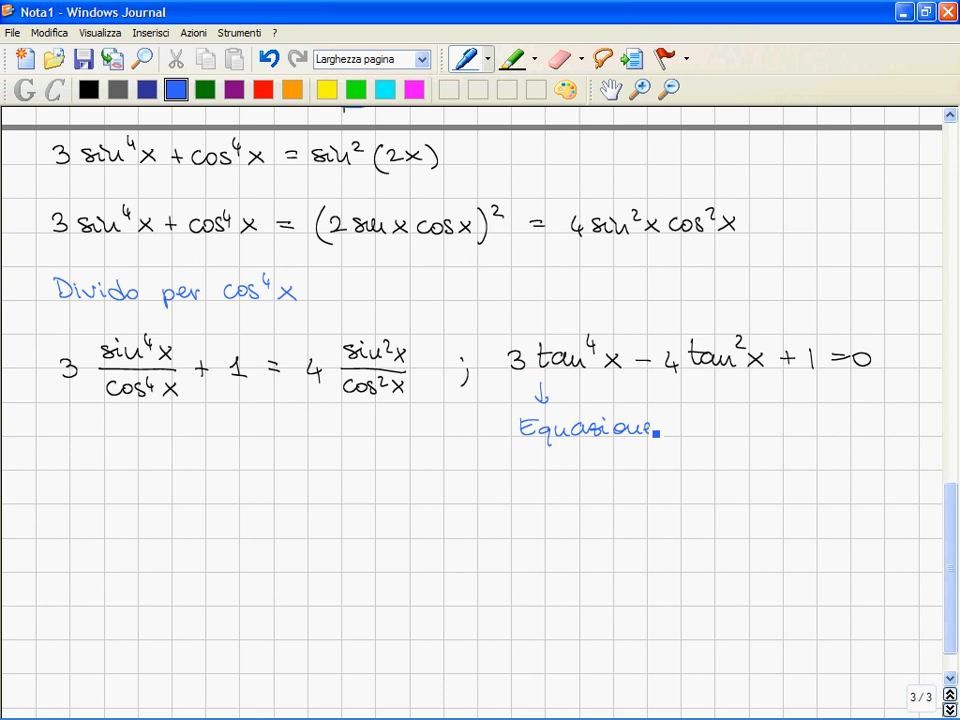 Nota1 - Windows Journal
File Modifica Visualizza Inserisci Azioni Strumenti ?
Larghezza pagina
G C
3 sin⁴x + cos⁴x = sin² (2x)
3 sin⁴x + cos⁴x = (2 sin x cos x)² = 4 sin²x cos²x
Divido per cos⁴x
3 sin⁴x/cos⁴x + 1 = 4 sin²x/cos²x ; 3 tan⁴x - 4 tan²x + 1 = 0
↓
Equazione
3 / 3